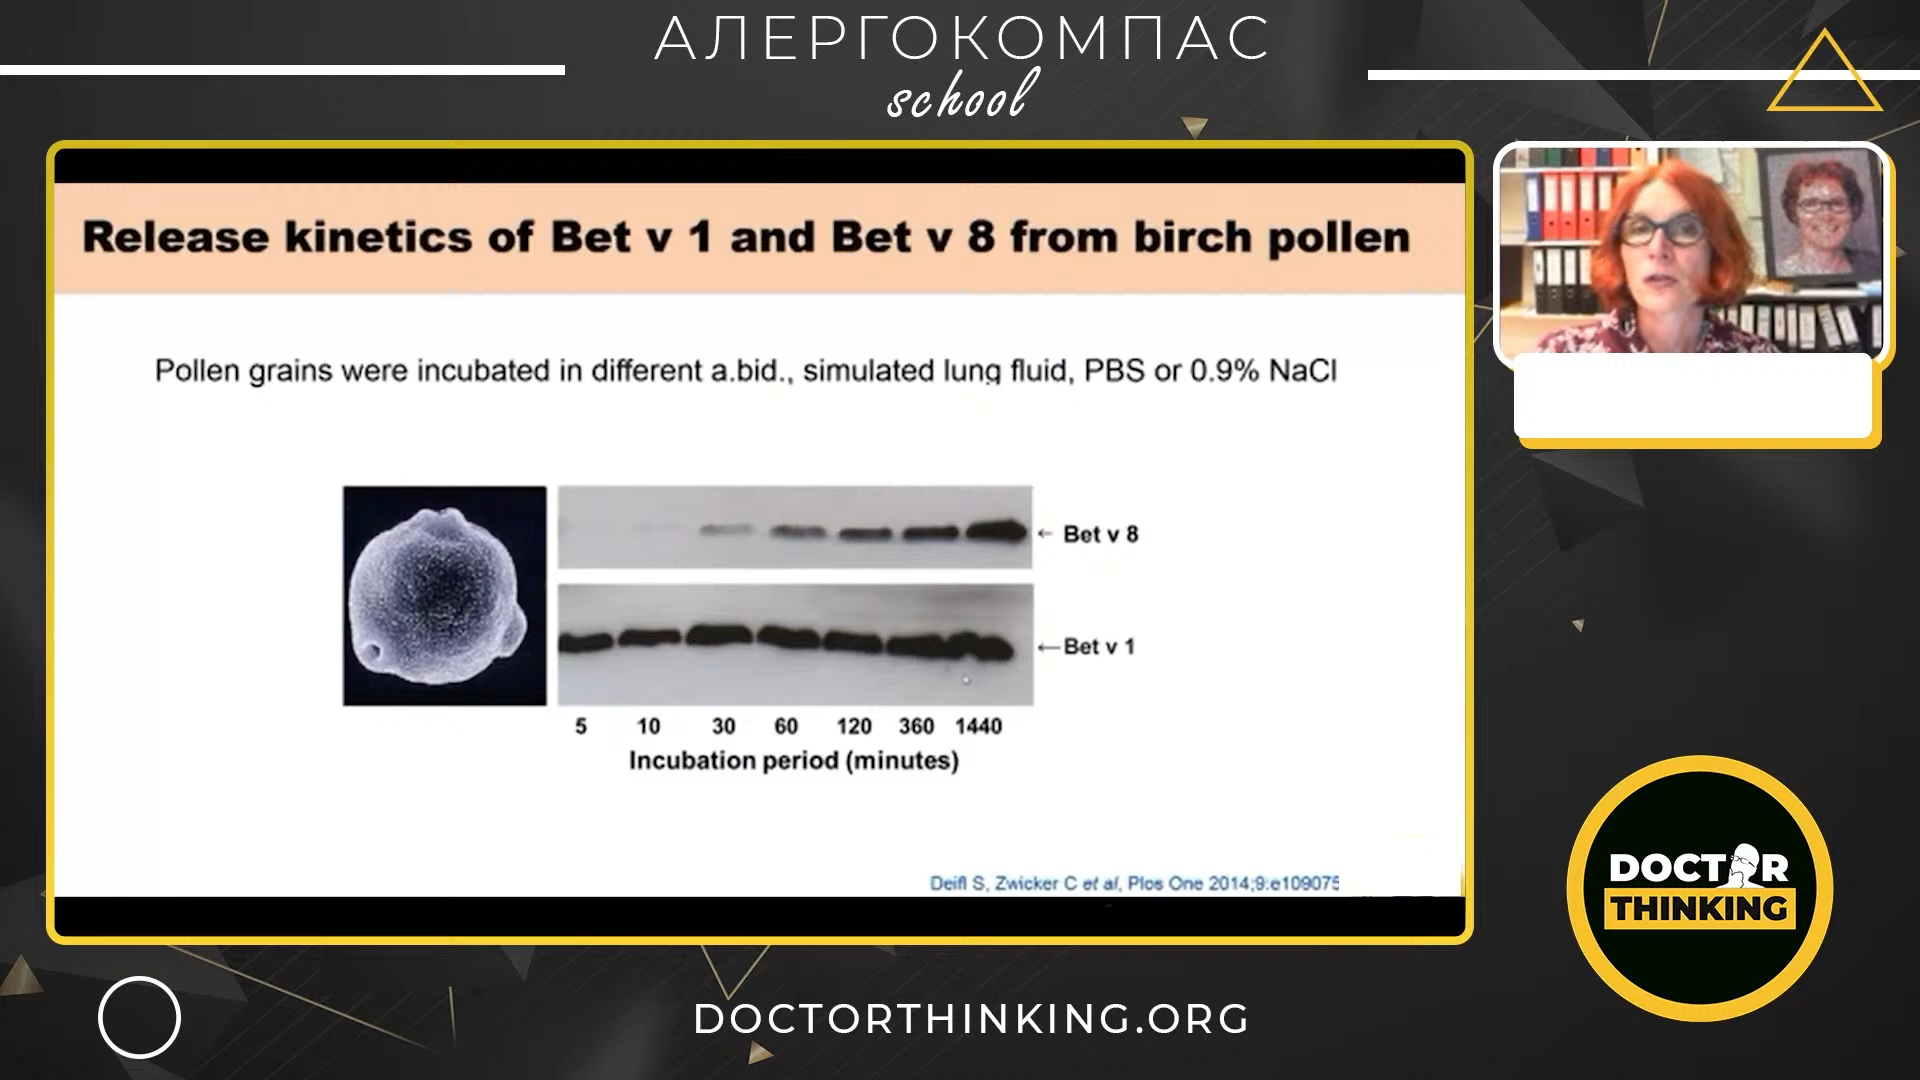 АЛЕРГОКОМПАС
school
Release kinetics of Bet v 1 and Bet v 8 from birch pollen
Pollen grains were incubated in different a.bid., simulated lung fluid, PBS or 0.9% NaCl
← Bet v 8
←Bet v 1
5 10 30 60 120 360 1440
Incubation period (minutes)
Deifl S, Zwicker C et al, Plos One 2014;9:e109075
DOCTOR
THINKING
DOCTORTHINKING.ORG